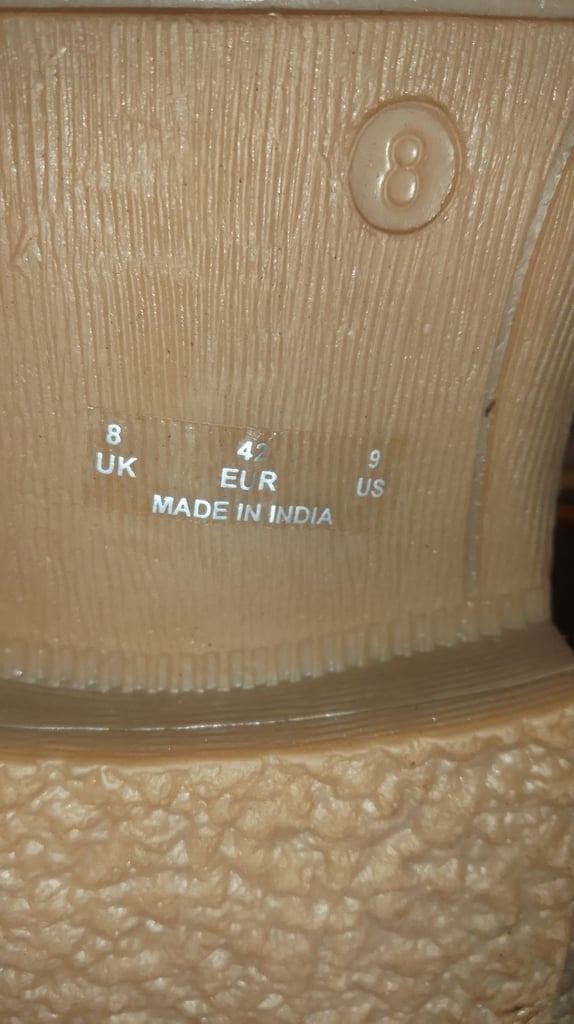 8
8 42 9
UK EUR US
MADE IN INDIA